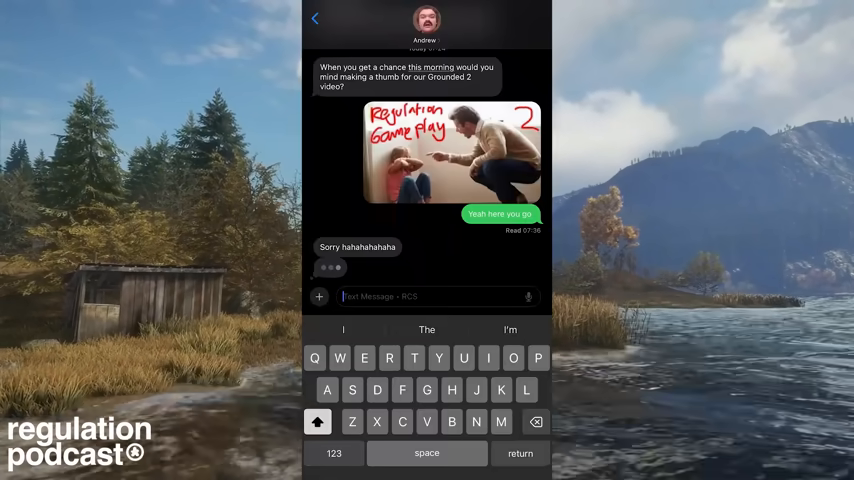 Andrew
Today 07:24
When you get a chance this morning would you
mind making a thumb for our Grounded 2
video?
Regulation
Gameplay
2
Yeah here you go
Read 07:36
Sorry hahahahahaha
Text Message • RCS
I
The
I'm
Q W E R T Y U I O P
A S D F G H J K L
Z X C V B N M
123
space
return
regulation
podcast